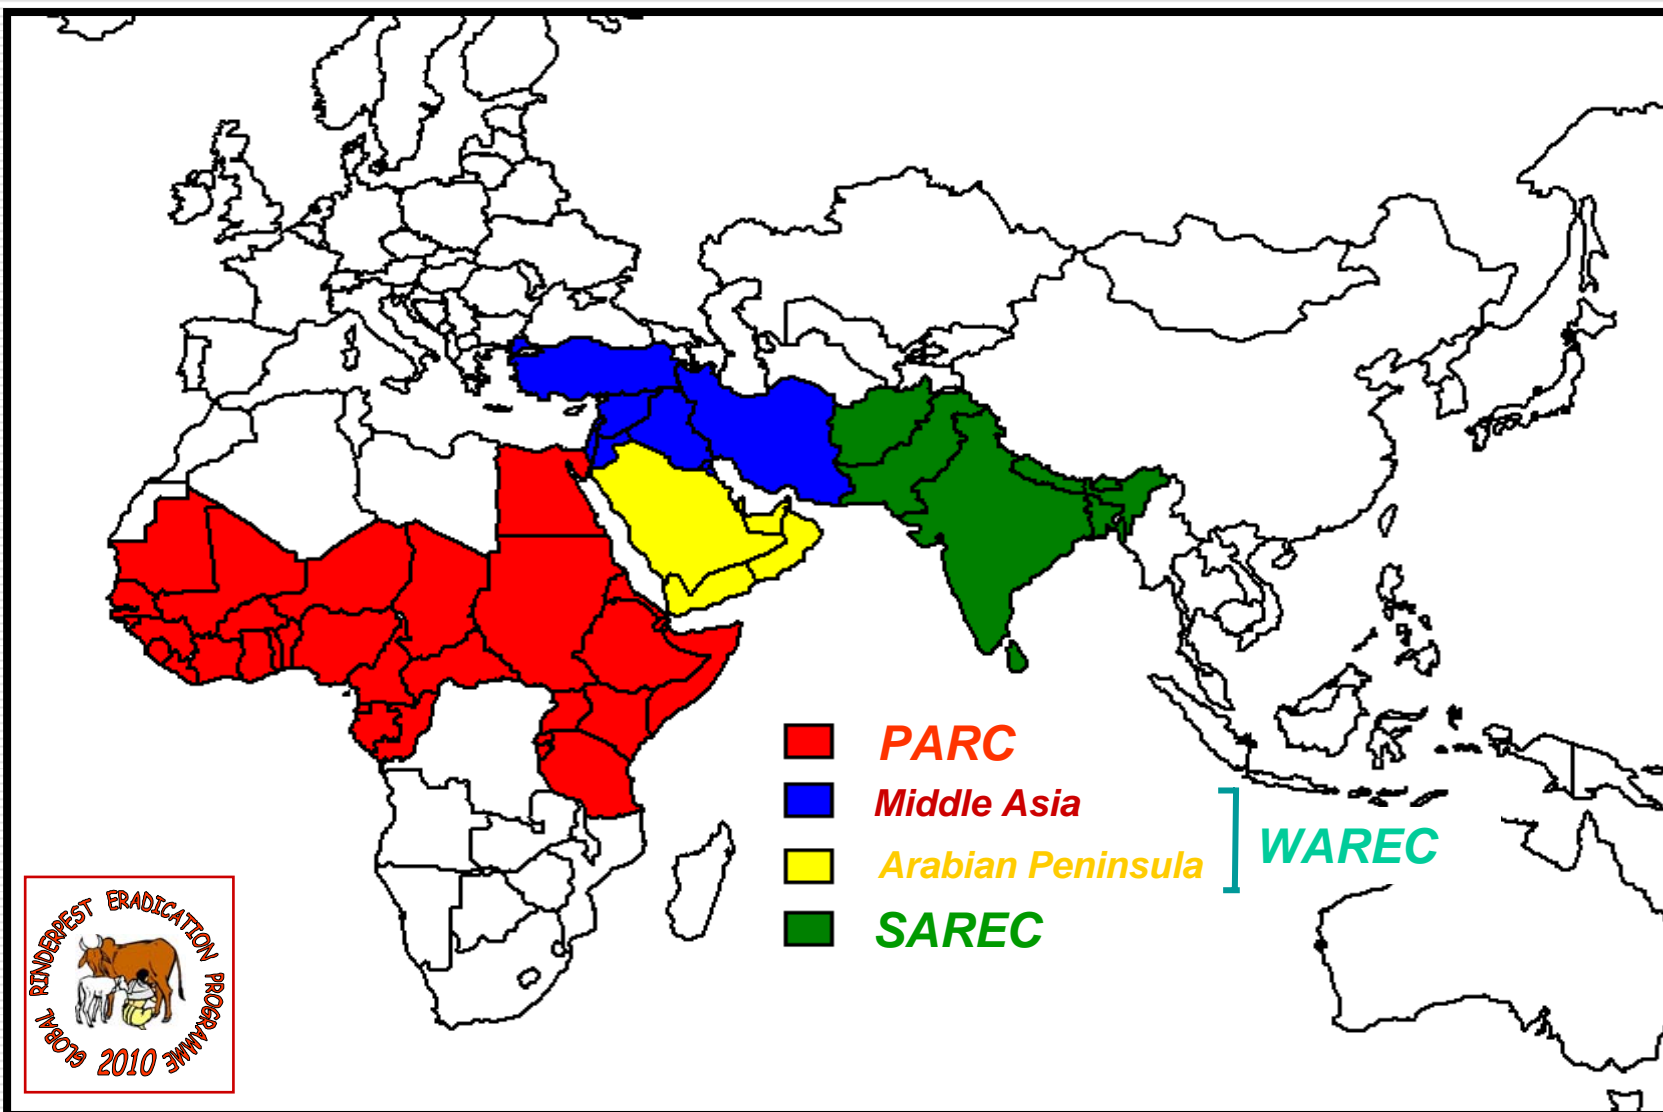 PARC
Middle Asia
Arabian Peninsula
WAREC
SAREC
GLOBAL RINDERPEST ERADICATION PROGRAMME
2010